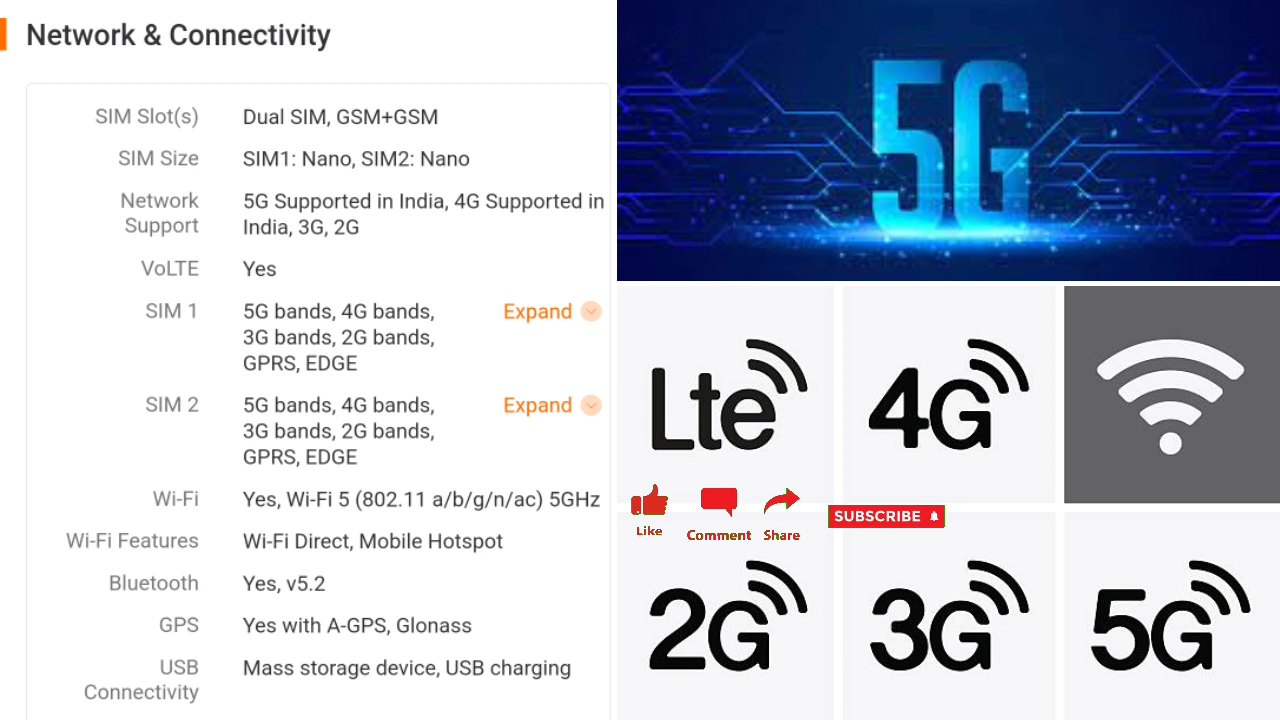 Network & Connectivity
SIM Slot(s) Dual SIM, GSM+GSM
SIM Size SIM1: Nano, SIM2: Nano
Network 5G Supported in India, 4G Supported in
Support India, 3G, 2G
VoLTE Yes
SIM 1 5G bands, 4G bands, Expand
3G bands, 2G bands,
GPRS, EDGE
SIM 2 5G bands, 4G bands, Expand
3G bands, 2G bands,
GPRS, EDGE
Wi-Fi Yes, Wi-Fi 5 (802.11 a/b/g/n/ac) 5GHz
Wi-Fi Features Wi-Fi Direct, Mobile Hotspot
Bluetooth Yes, v5.2
GPS Yes with A-GPS, Glonass
USB Mass storage device, USB charging
Connectivity
5G
Lte 4G
Like Comment Share SUBSCRIBE
2G 3G 5G